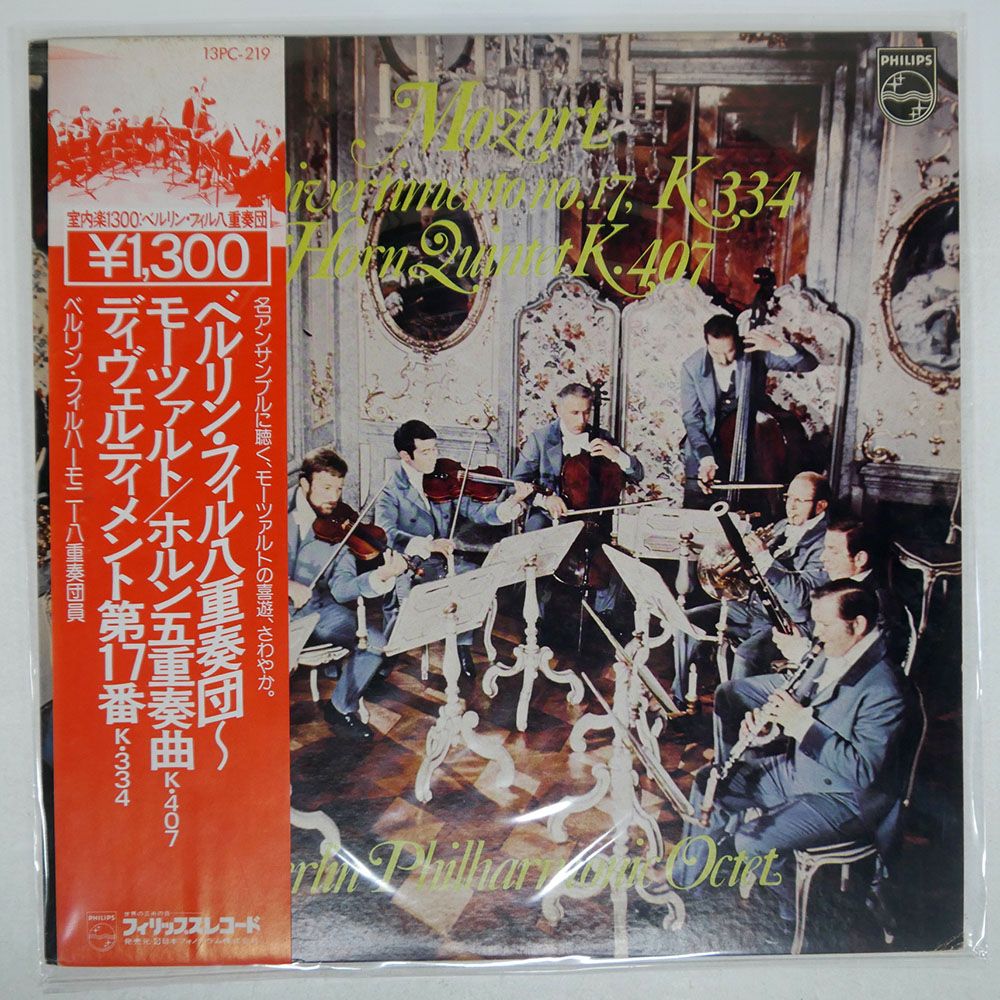 13PC-219
室内楽1300 ベルリン・フィル八重奏団
¥1,300
名アンサンブルに聴く、モーツァルトの喜遊、さわやか。
ベルリン・フィル八重奏団〜
モーツァルト/ホルン五重奏曲 K.407
ディヴェルティメント第17番 K.334
ベルリン・フィルハーモニー八重奏団員
PHILIPS
フィリップスレコード
PHILIPS
Mozart
ivertimento no.17, K.334
Horn Quintet K.407
rlin Philharmonic Octet